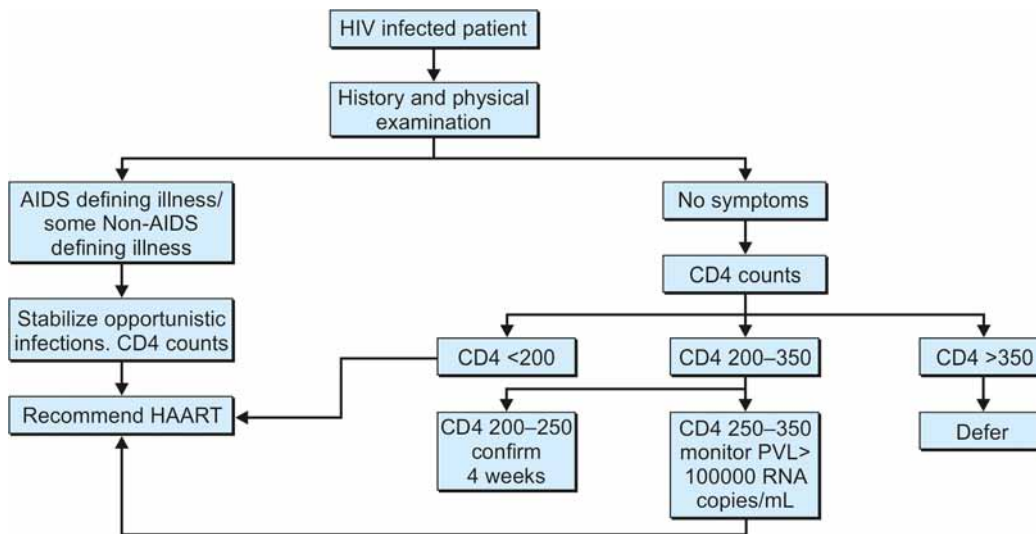 HIV infected patient
History and physical
examination
AIDS defining illness/
some Non-AIDS
defining illness
No symptoms
CD4 counts
Stabilize opportunistic
infections. CD4 counts
CD4 <200
CD4 200–350
CD4 >350
Recommend HAART
CD4 200–250
confirm
4 weeks
CD4 250–350
monitor PVL>
100000 RNA
copies/mL
Defer